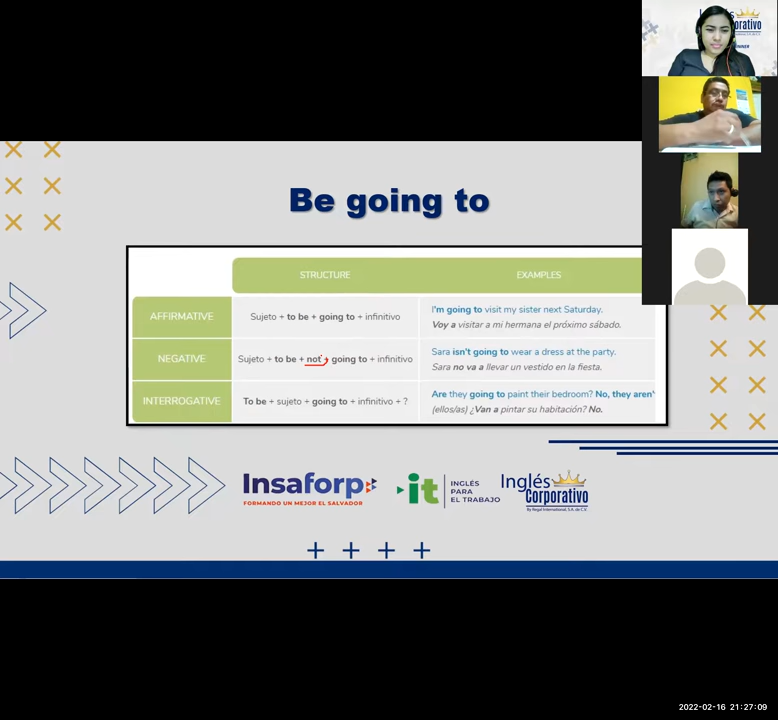 Be going to
STRUCTURE
EXAMPLES
AFFIRMATIVE
Sujeto + to be + going to + infinitivo
I'm going to visit my sister next Saturday.
Voy a visitar a mi hermana el próximo sábado.
NEGATIVE
Sujeto + to be + not + going to + infinitivo
Sara isn't going to wear a dress at the party.
Sara no va a llevar un vestido en la fiesta.
INTERROGATIVE
To be + sujeto + going to + infinitivo + ?
Are they going to paint their bedroom? No, they aren'
(ellos/as) ¿Van a pintar su habitación? No.
Insaforp
FORMANDO UN MEJOR EL SALVADOR
it
INGLÉS
PARA
EL TRABAJO
Inglés
Corporativo
By Regal International, S.A. de C.V.
2022-02-16 21:27:09